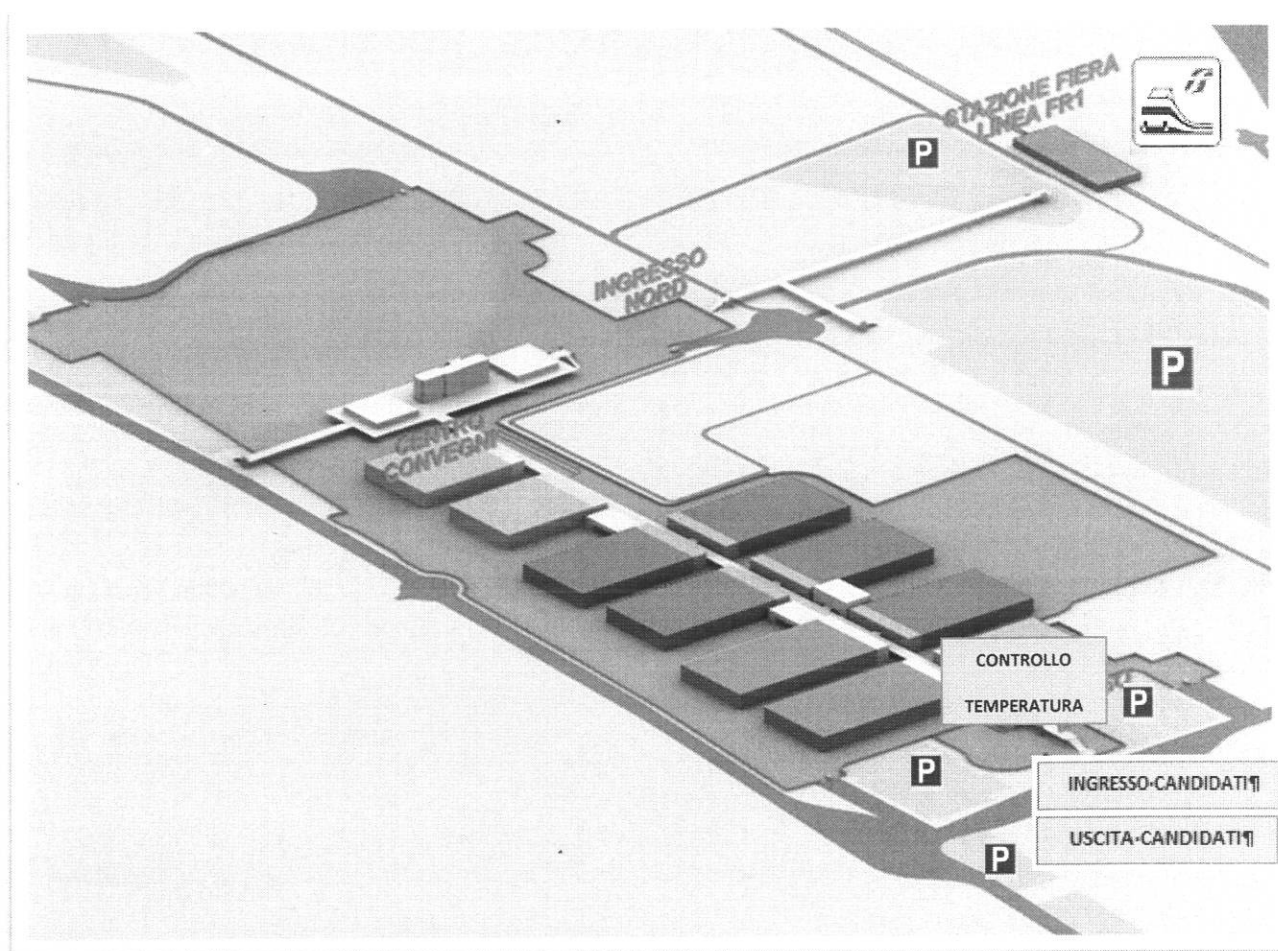 STAZIONE FIERA
LINEA FR1
P
INGRESSO
NORD
P
CENTRO
CONVEGNI
CONTROLLO
TEMPERATURA
P
P
INGRESSO·CANDIDATI¶
USCITA·CANDIDATI¶
P